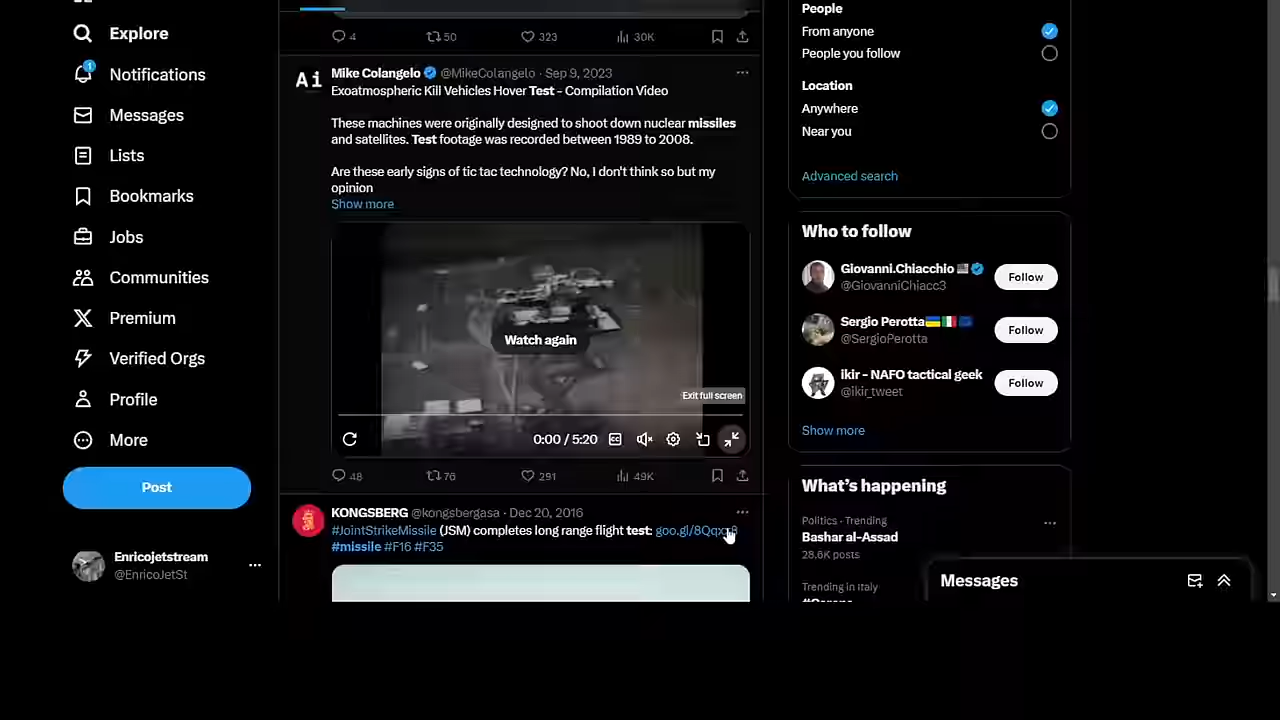 Explore
1
Notifications
Messages
Lists
Bookmarks
Jobs
Communities
Premium
Verified Orgs
Profile
More
Post
Enricojetstream
@EnricoJetSt
4 50 323 30K
Ai
Mike Colangelo @MikeColangelo · Sep 9, 2023
Exoatmospheric Kill Vehicles Hover Test - Compilation Video
These machines were originally designed to shoot down nuclear missiles
and satellites. Test footage was recorded between 1989 to 2008.
Are these early signs of tic tac technology? No, I don't think so but my
opinion
Show more
Watch again
Exit full screen
0:00 / 5:20
48 76 291 49K
KONGSBERG @kongsbergasa · Dec 20, 2016
#JointStrikeMissile (JSM) completes long range flight test:
#missile #F16 #F35
People
From anyone
People you follow
Location
Anywhere
Near you
Advanced search
Who to follow
Giovanni.Chiacchio
@GiovanniChiacc3
Follow
Sergio Perotta
@SergioPerotta
Follow
ikir - NAFO tactical geek
@ikir_tweet
Follow
Show more
What's happening
Politics · Trending
Bashar al-Assad
28.6K posts
Trending in Italy
Messages